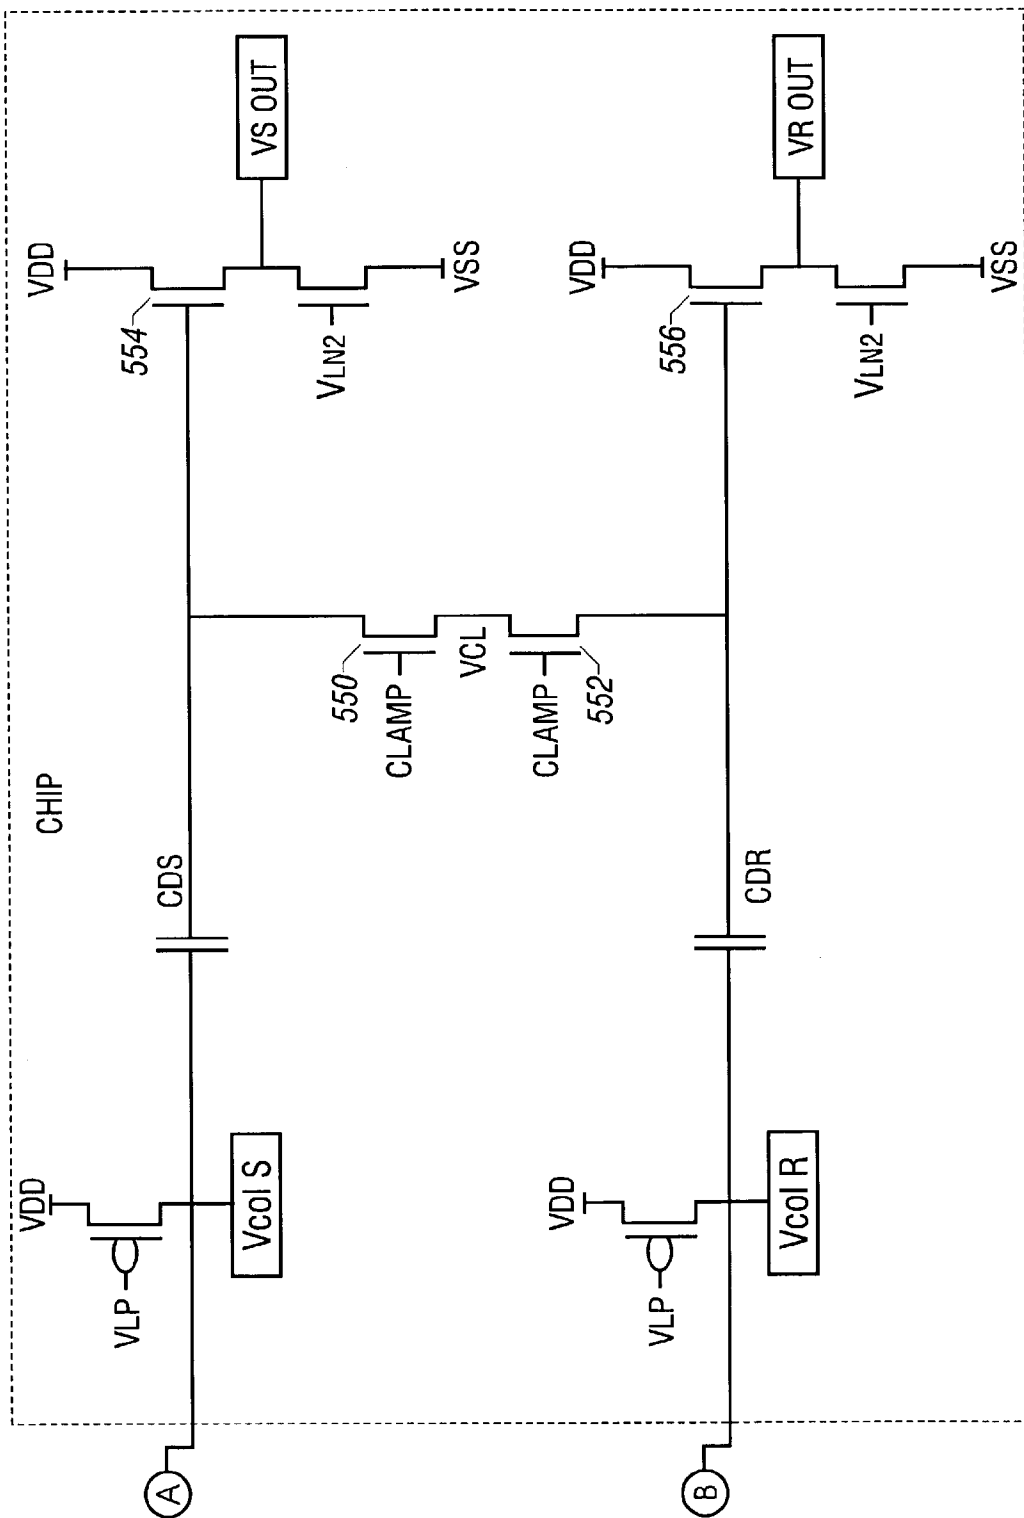 CHIP
VDD
VLP
Vcol S
A
CDS
VDD
554
VS OUT
VLN2
VSS
550
CLAMP
VCL
CLAMP
552
VDD
VLP
Vcol R
B
CDR
VDD
556
VR OUT
VLN2
VSS